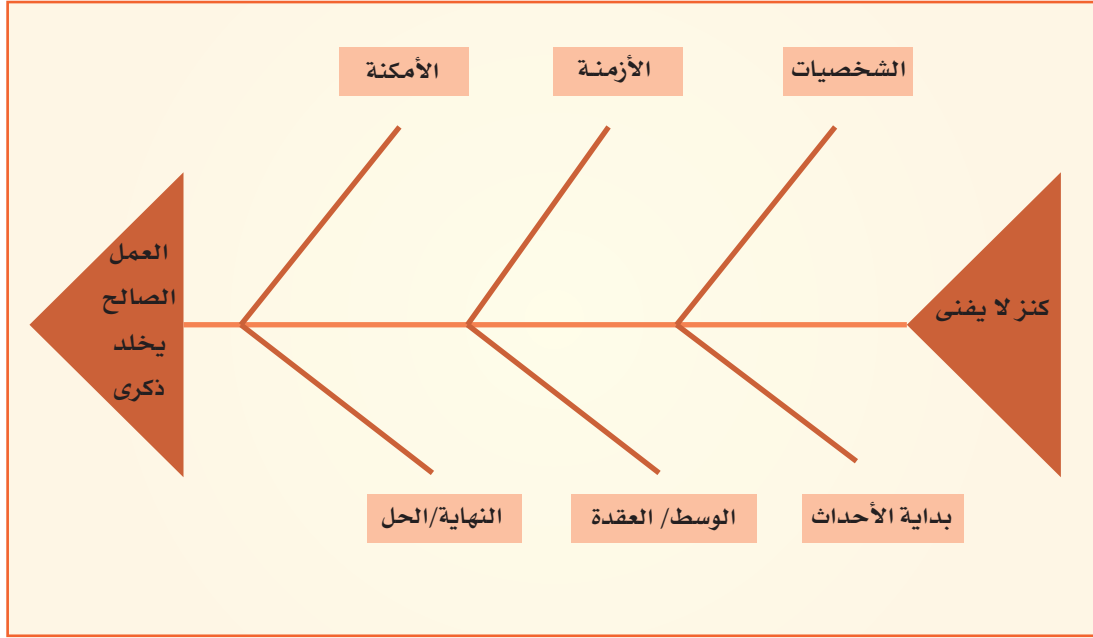 الشخصيات
الأزمنة
الأمكنة
كنز لا يفنى
العمل
الصالح
يخلد
ذكرى
بداية الأحداث
الوسط/ العقدة
النهاية/الحل